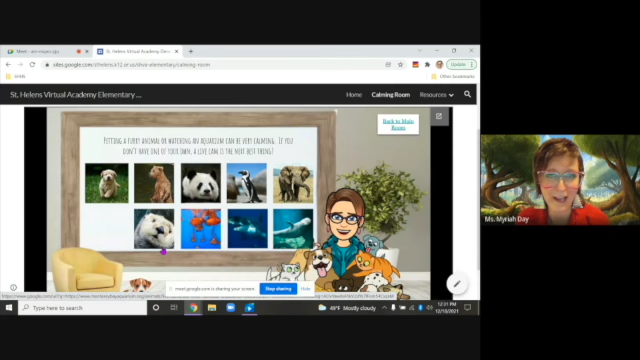 St. Helens Virtual Academy Elem
sites.google.com/sthelens.k12.or.us/shva-elementary/calming-room
Update
Other bookmarks
St. Helens Virtual Academy Elementary ...
Home
Calming Room
Resources
Back to Main
Room
Petting a furry animal or watching an aquarium can be very calming. If you
don't have one of your own, a live cam is the next best thing!
Ms. Myriah Day
meet.google.com is sharing your screen.
Stop sharing
Hide
Type here to search
49°F Mostly cloudy
12:21 PM
12/10/2021